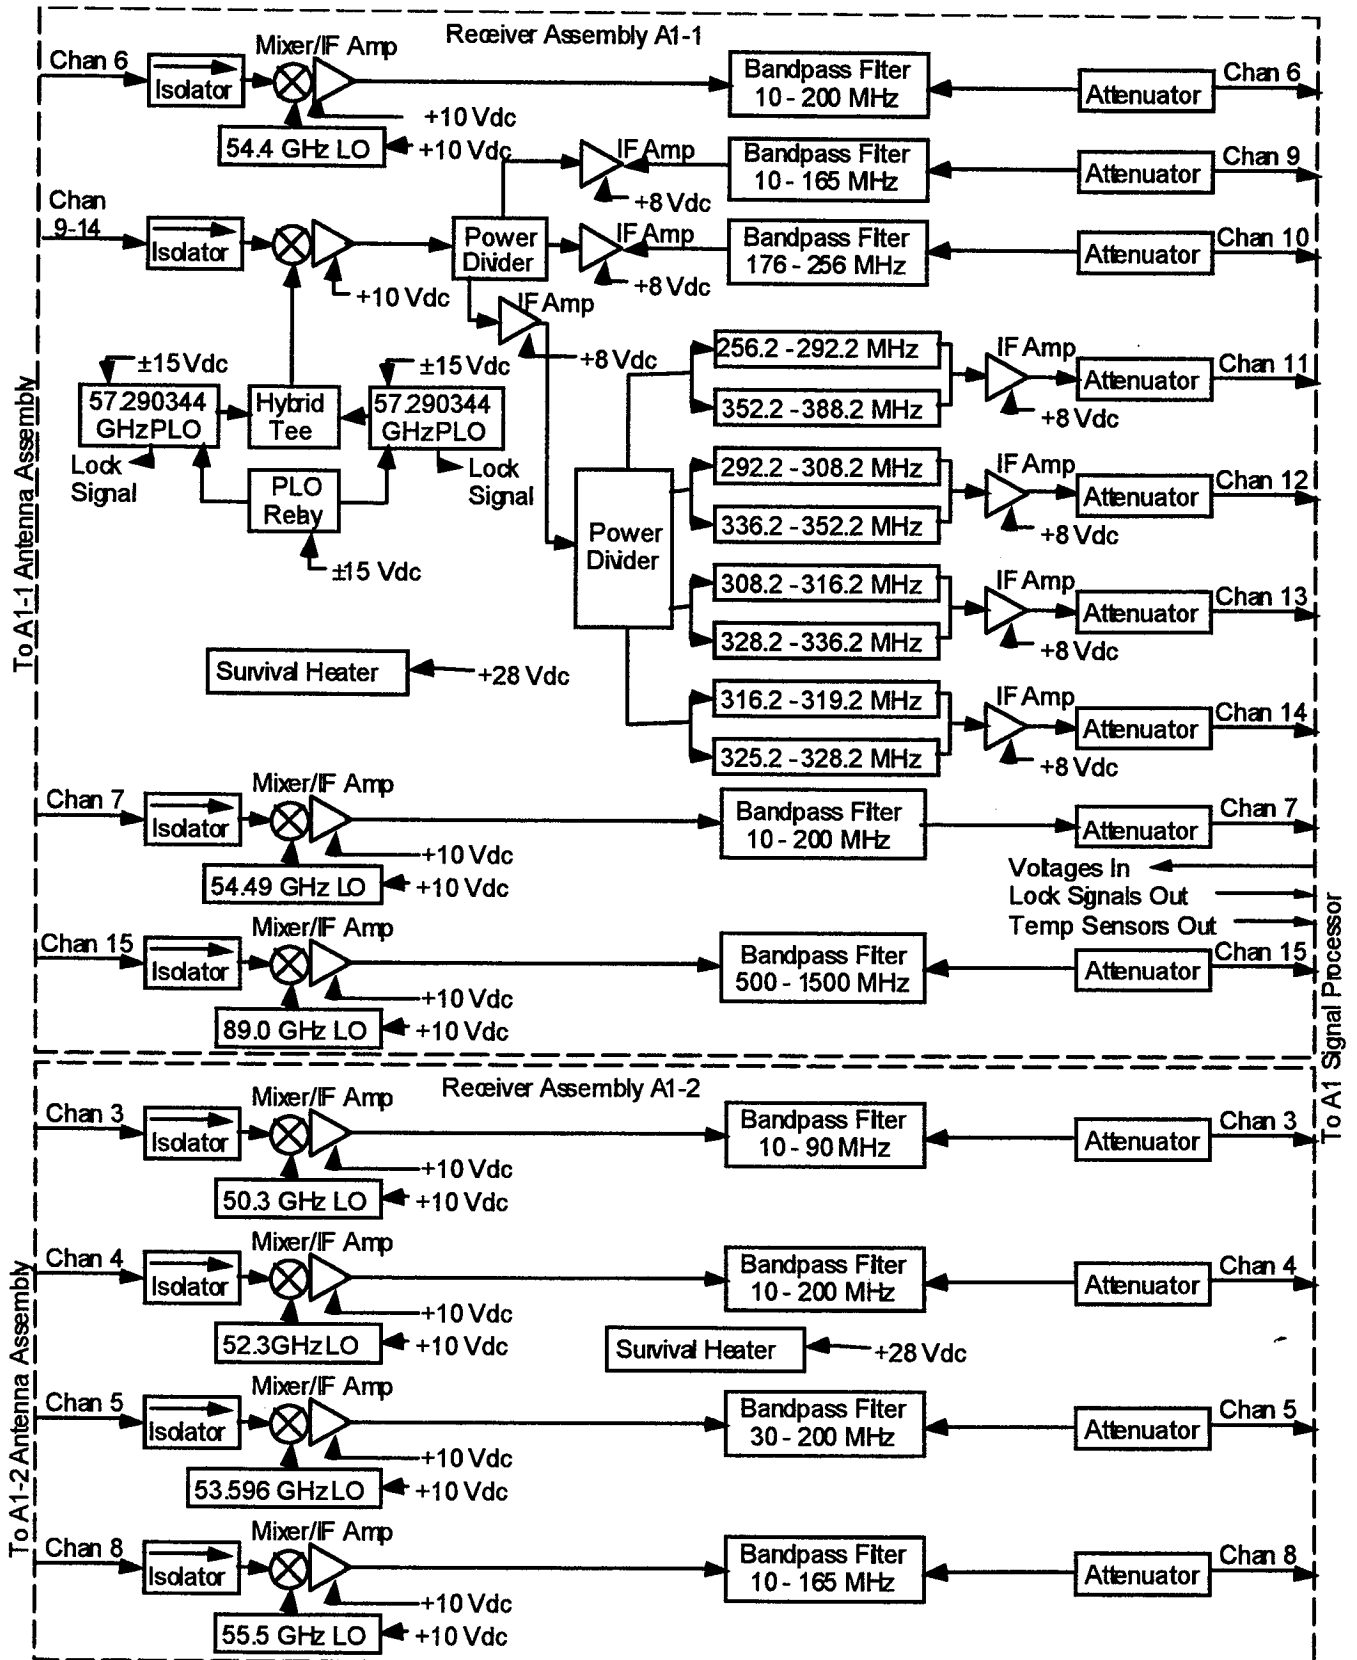 Receiver Assembly A1-1
Chan 6
Isolator
Mixer/IF Amp
+10 Vdc
54.4 GHz LO
+10 Vdc
Bandpass Filter
10 - 200 MHz
Attenuator
Chan 6
IF Amp
+8 Vdc
Bandpass Filter
10 - 165 MHz
Attenuator
Chan 9
Chan
9-14
Isolator
+10 Vdc
Power
Divider
IF Amp
+8 Vdc
Bandpass Filter
176 - 256 MHz
Attenuator
Chan 10
IF Amp
+8 Vdc
±15 Vdc
57.290344
GHz PLO
Lock
Signal
Hybrid
Tee
±15 Vdc
57.290344
GHz PLO
Lock
Signal
PLO
Relay
±15 Vdc
Power
Divider
256.2 - 292.2 MHz
352.2 - 388.2 MHz
IF Amp
+8 Vdc
Attenuator
Chan 11
292.2 - 308.2 MHz
336.2 - 352.2 MHz
IF Amp
+8 Vdc
Attenuator
Chan 12
308.2 - 316.2 MHz
328.2 - 336.2 MHz
IF Amp
+8 Vdc
Attenuator
Chan 13
316.2 - 319.2 MHz
325.2 - 328.2 MHz
IF Amp
+8 Vdc
Attenuator
Chan 14
Survival Heater
+28 Vdc
To A1-1 Antenna Assembly
Chan 7
Isolator
Mixer/IF Amp
+10 Vdc
54.49 GHz LO
+10 Vdc
Bandpass Filter
10 - 200 MHz
Attenuator
Chan 7
Voltages In
Lock Signals Out
Temp Sensors Out
Chan 15
Isolator
Mixer/IF Amp
+10 Vdc
89.0 GHz LO
+10 Vdc
Bandpass Filter
500 - 1500 MHz
Attenuator
Chan 15
To A1 Signal Processor
Receiver Assembly A1-2
Chan 3
Isolator
Mixer/IF Amp
+10 Vdc
50.3 GHz LO
+10 Vdc
Bandpass Filter
10 - 90 MHz
Attenuator
Chan 3
Chan 4
Isolator
Mixer/IF Amp
+10 Vdc
52.3GHz LO
+10 Vdc
Bandpass Filter
10 - 200 MHz
Attenuator
Chan 4
Survival Heater
+28 Vdc
To A1-2 Antenna Assembly
Chan 5
Isolator
Mixer/IF Amp
+10 Vdc
53.596 GHz LO
+10 Vdc
Bandpass Filter
30 - 200 MHz
Attenuator
Chan 5
Chan 8
Isolator
Mixer/IF Amp
+10 Vdc
55.5 GHz LO
+10 Vdc
Bandpass Filter
10 - 165 MHz
Attenuator
Chan 8